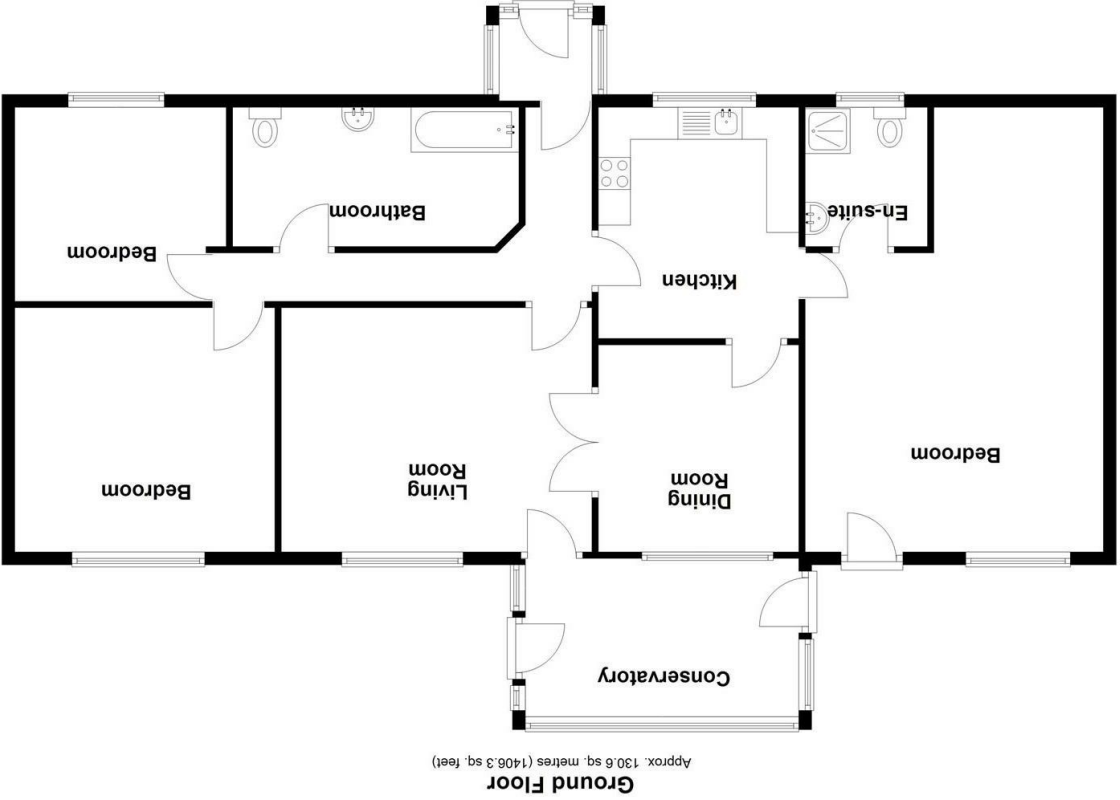 Ground Floor
Approx. 130.6 sq. metres (1406.3 sq. feet)
Conservatory
Bedroom
Dining
Room
Living
Room
Bedroom
Kitchen
Bedroom
En-suite
Bathroom